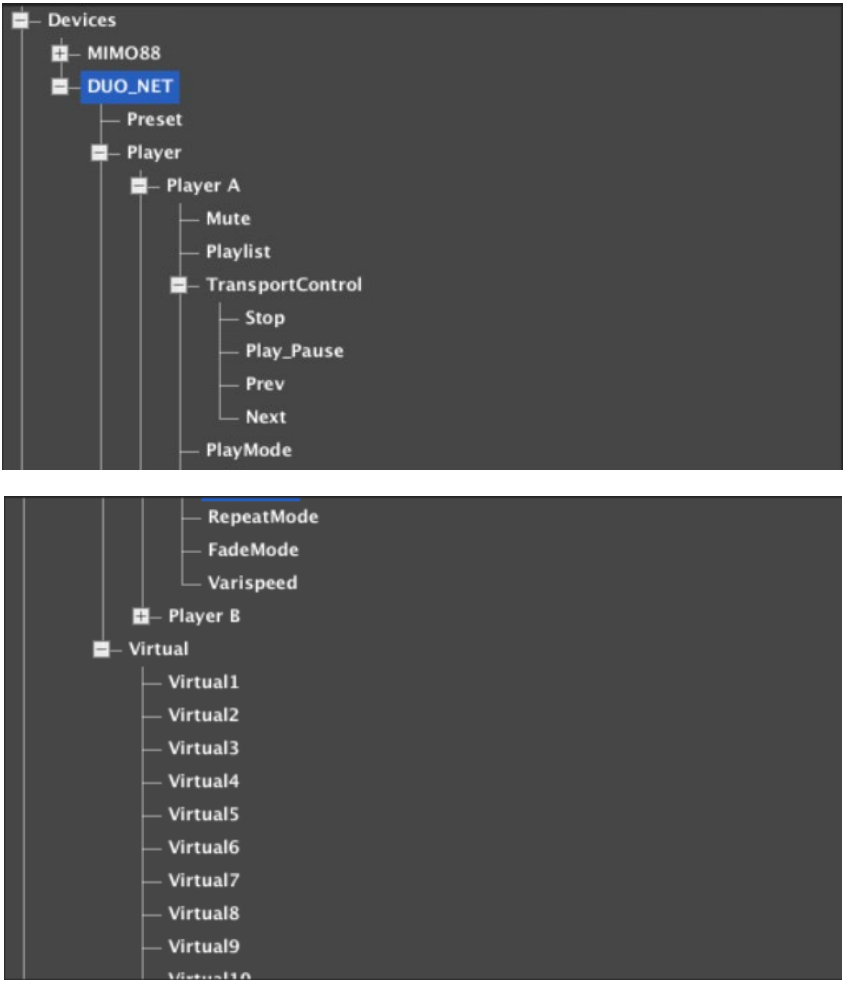 Devices
MIMO88
DUO_NET
Preset
Player
Player A
Mute
Playlist
TransportControl
Stop
Play_Pause
Prev
Next
PlayMode
RepeatMode
FadeMode
Varispeed
Player B
Virtual
Virtual1
Virtual2
Virtual3
Virtual4
Virtual5
Virtual6
Virtual7
Virtual8
Virtual9
Virtual10